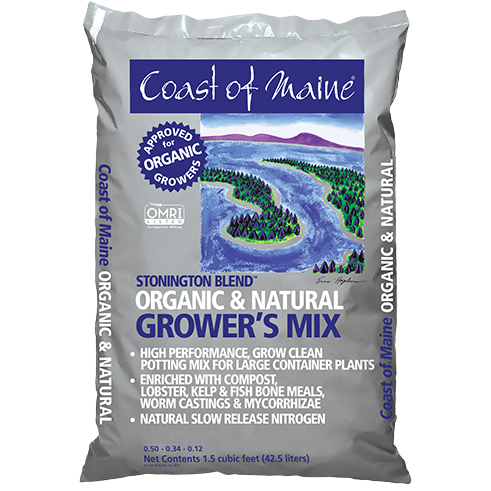 Coast of Maine®
APPROVED
for
ORGANIC
GROWERS
OMRI
LISTED
STONINGTON BLEND™
ORGANIC & NATURAL
GROWER'S MIX
• HIGH PERFORMANCE, GROW CLEAN
POTTING MIX FOR LARGE CONTAINER PLANTS
• ENRICHED WITH COMPOST,
LOBSTER, KELP & FISH BONE MEALS,
WORM CASTINGS & MYCORRHIZAE
• NATURAL SLOW RELEASE NITROGEN
0.50 - 0.34 - 0.12
Net Contents 1.5 cubic feet (42.5 liters)
Coast of Maine ORGANIC & NATURAL
Coast of Maine ORGANIC & NATURAL